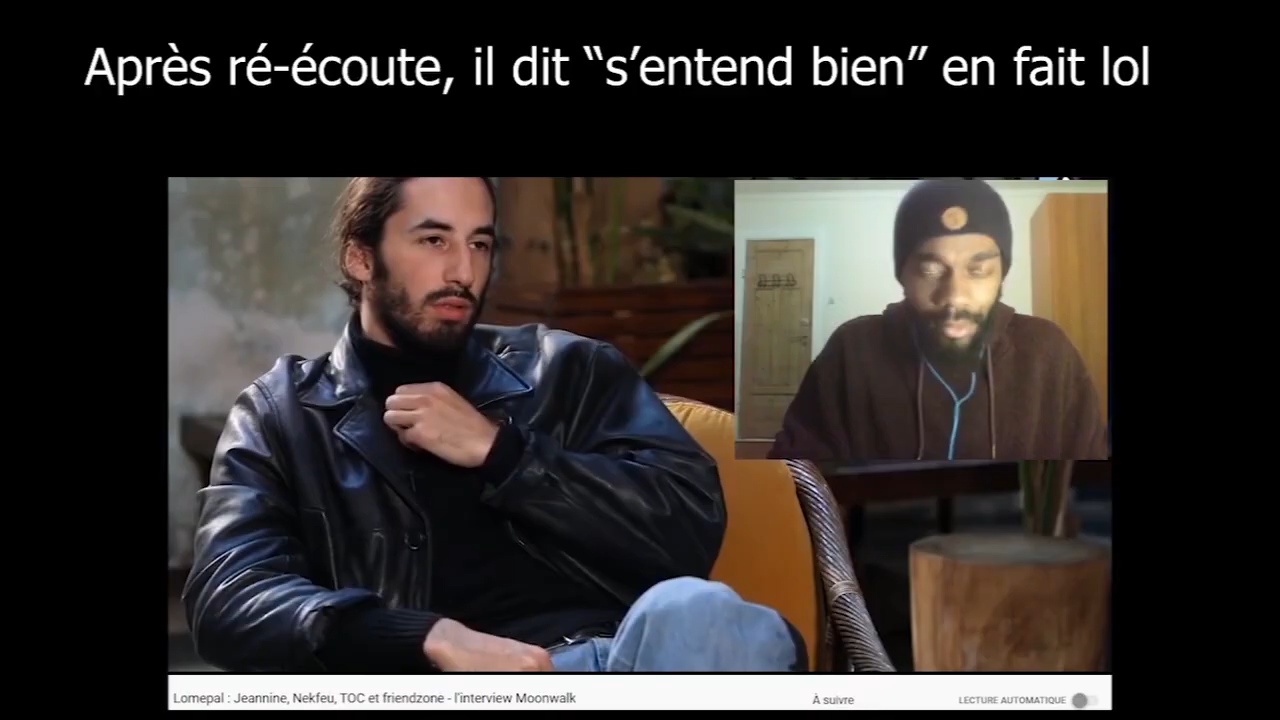 Après ré-écoute, il dit “s’entend bien” en fait lol
Lomepal : Jeannine, Nekfeu, TOC et friendzone - l'interview Moonwalk
À suivre
LECTURE AUTOMATIQUE